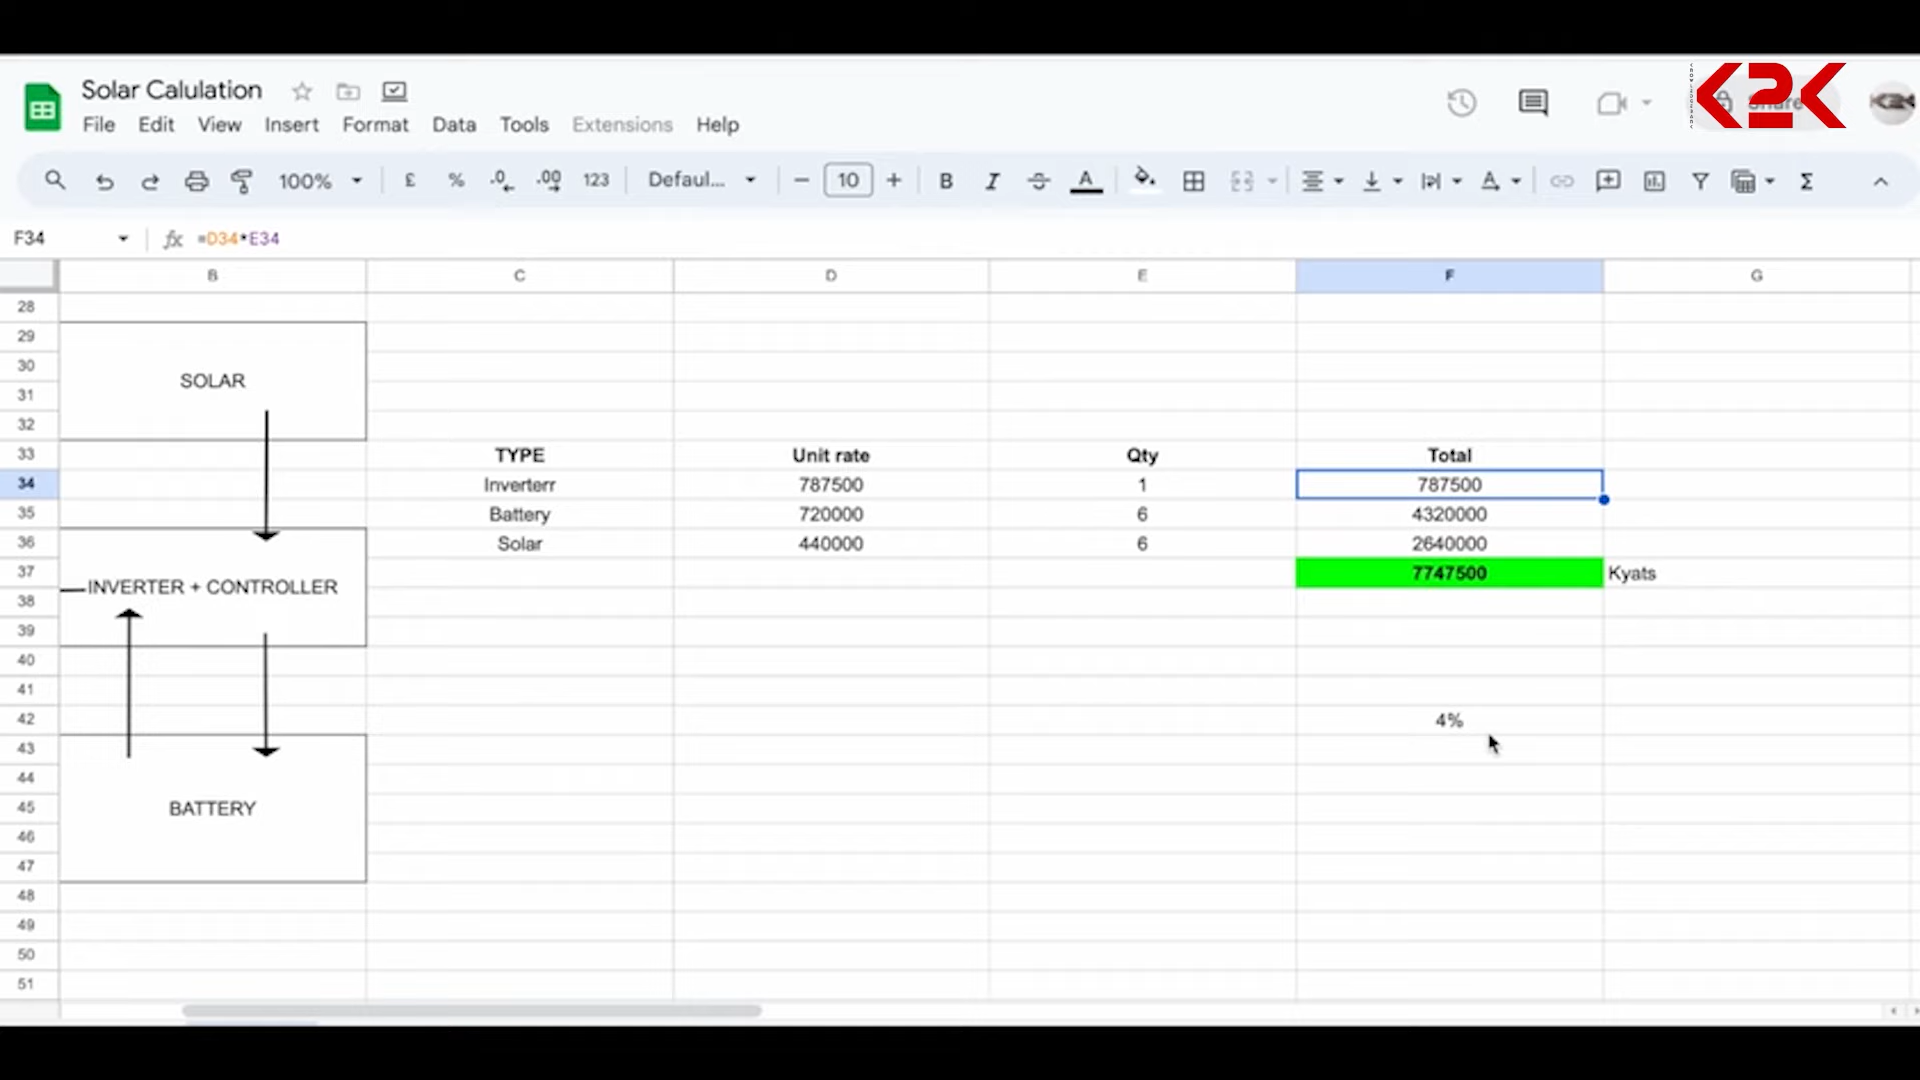 K2K
Solar Calulation
Share
File Edit View Insert Format Data Tools Extensions Help
100% £ % .0 .00 123 Defaul... 10 B I A Σ
F34 fx =D34*E34
B C D E F G
28
29
30
SOLAR
31
32
33 TYPE Unit rate Qty Total
34 Inverterr 787500 1 787500
35 Battery 720000 6 4320000
36 Solar 440000 6 2640000
37 7747500 Kyats
INVERTER + CONTROLLER
38
39
40
41
42 4%
43
44
45 BATTERY
46
47
48
49
50
51